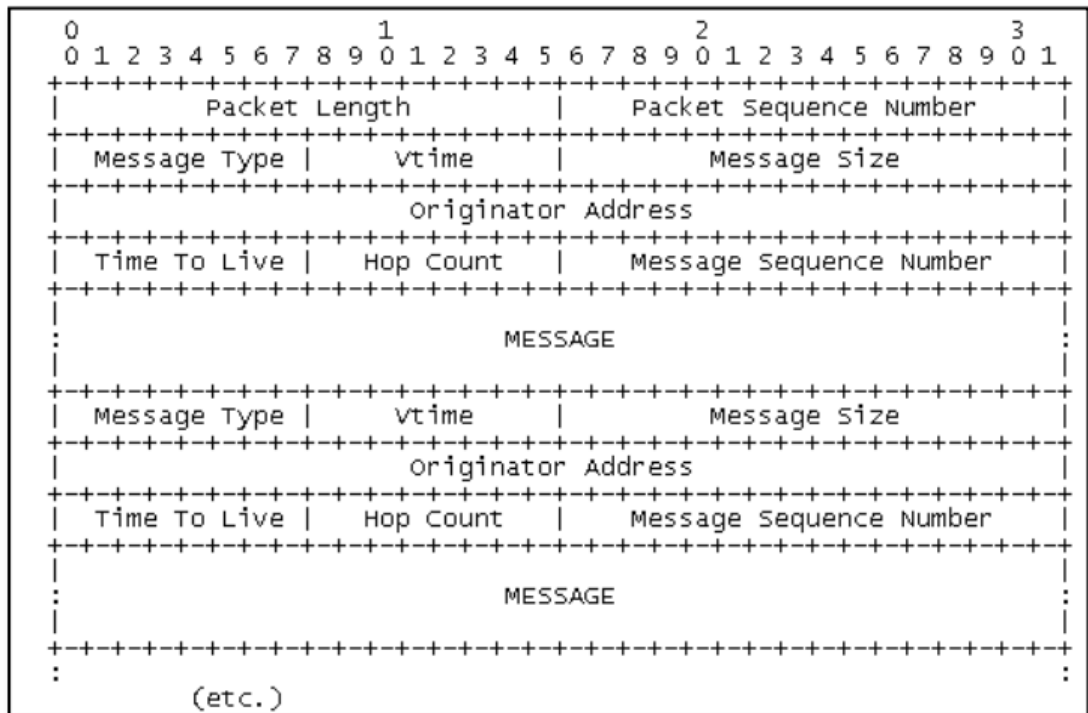 0                   1                   2                   3
0 1 2 3 4 5 6 7 8 9 0 1 2 3 4 5 6 7 8 9 0 1 2 3 4 5 6 7 8 9 0 1
+-+-+-+-+-+-+-+-+-+-+-+-+-+-+-+-+-+-+-+-+-+-+-+-+-+-+-+-+-+-+-+-+
|         Packet Length         |    Packet Sequence Number     |
+-+-+-+-+-+-+-+-+-+-+-+-+-+-+-+-+-+-+-+-+-+-+-+-+-+-+-+-+-+-+-+-+
|  Message Type |     Vtime     |         Message Size          |
+-+-+-+-+-+-+-+-+-+-+-+-+-+-+-+-+-+-+-+-+-+-+-+-+-+-+-+-+-+-+-+-+
|                      Originator Address                       |
+-+-+-+-+-+-+-+-+-+-+-+-+-+-+-+-+-+-+-+-+-+-+-+-+-+-+-+-+-+-+-+-+
|  Time To Live |   Hop Count   |    Message Sequence Number    |
+-+-+-+-+-+-+-+-+-+-+-+-+-+-+-+-+-+-+-+-+-+-+-+-+-+-+-+-+-+-+-+-+
|                                                               |
:                            MESSAGE                            :
|                                                               |
+-+-+-+-+-+-+-+-+-+-+-+-+-+-+-+-+-+-+-+-+-+-+-+-+-+-+-+-+-+-+-+-+
|  Message Type |     Vtime     |         Message Size          |
+-+-+-+-+-+-+-+-+-+-+-+-+-+-+-+-+-+-+-+-+-+-+-+-+-+-+-+-+-+-+-+-+
|                      Originator Address                       |
+-+-+-+-+-+-+-+-+-+-+-+-+-+-+-+-+-+-+-+-+-+-+-+-+-+-+-+-+-+-+-+-+
|  Time To Live |   Hop Count   |    Message Sequence Number    |
+-+-+-+-+-+-+-+-+-+-+-+-+-+-+-+-+-+-+-+-+-+-+-+-+-+-+-+-+-+-+-+-+
|                                                               |
:                            MESSAGE                            :
|                                                               |
+-+-+-+-+-+-+-+-+-+-+-+-+-+-+-+-+-+-+-+-+-+-+-+-+-+-+-+-+-+-+-+-+
:                                                               :
(etc.)